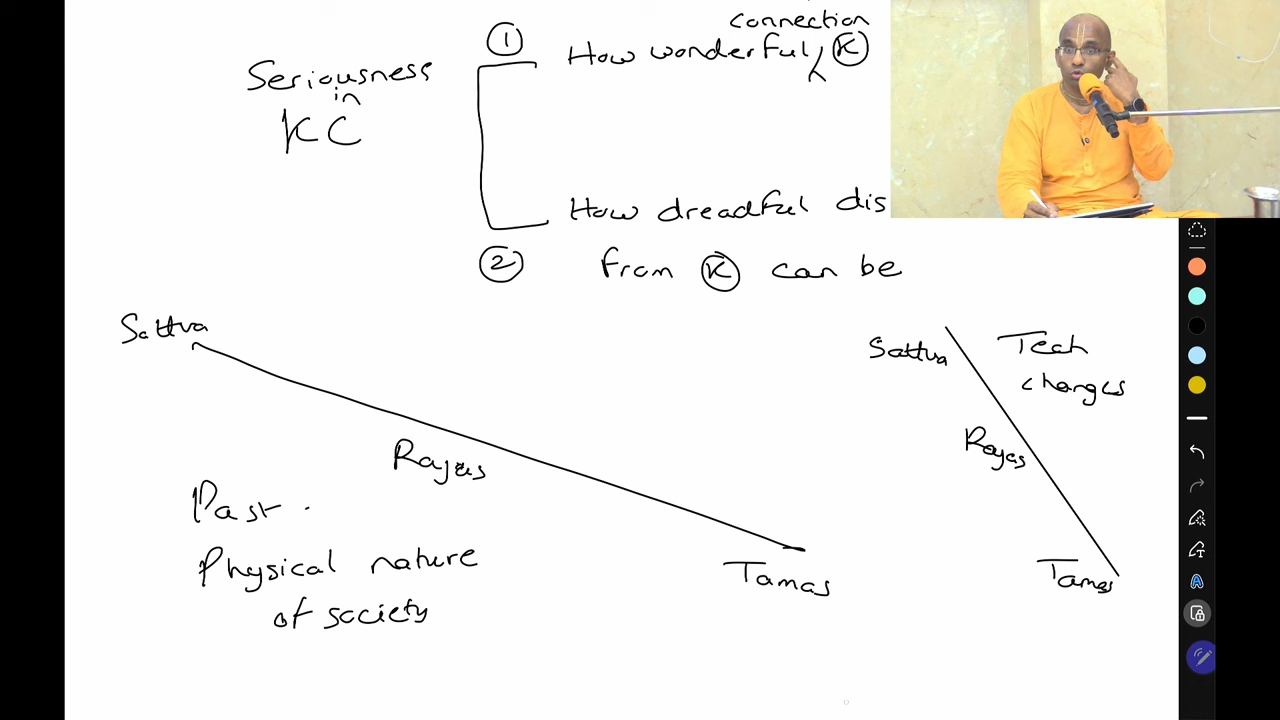 connection
① How wonderful ^ Ⓚ
Seriousness
in
KC
How dreadful dis
② from Ⓚ can be
Sattva
Rajas
Tamas
Past.
Physical nature
of society
Sattva
Tech
changes
Rajas
Tamas